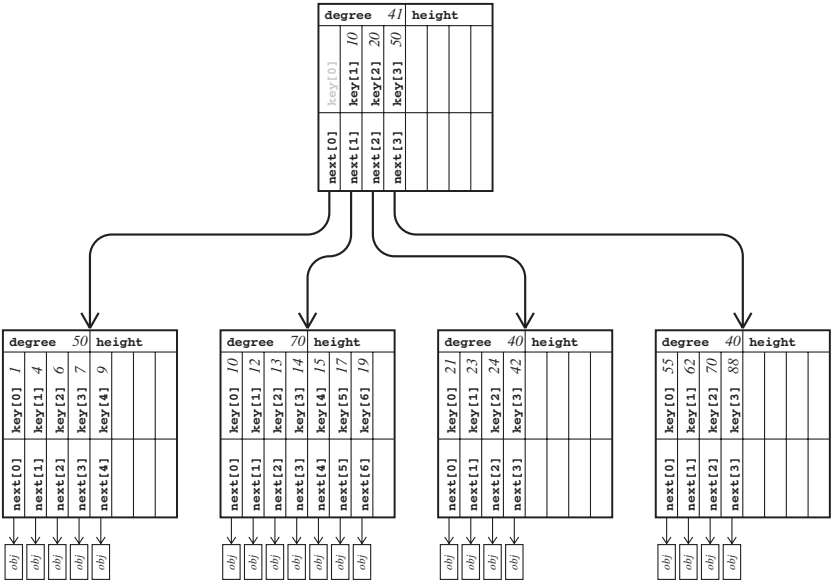 degree 41 height
key[0] key[1] 10 key[2] 20 key[3] 50
next[0] next[1] next[2] next[3]
degree 50 height
key[0] 1 key[1] 4 key[2] 6 key[3] 7 key[4] 9
next[0] next[1] next[2] next[3] next[4]
obj obj obj obj obj
degree 70 height
key[0] 10 key[1] 12 key[2] 13 key[3] 14 key[4] 15 key[5] 17 key[6] 19
next[0] next[1] next[2] next[3] next[4] next[5] next[6]
obj obj obj obj obj obj obj
degree 40 height
key[0] 21 key[1] 23 key[2] 24 key[3] 42
next[0] next[1] next[2] next[3]
obj obj obj obj
degree 40 height
key[0] 55 key[1] 62 key[2] 70 key[3] 88
next[0] next[1] next[2] next[3]
obj obj obj obj